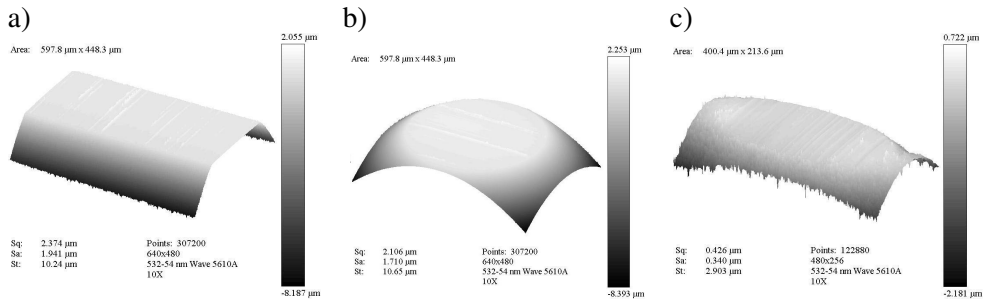 a)
Area: 597.8 µm x 448.3 µm
2.055 µm
-8.187 µm
Sq: 2.374 µm
Sa: 1.941 µm
St: 10.24 µm
Points: 307200
640x480
532-54 nm Wave 5610A
10X
b)
Area: 597.8 µm x 448.3 µm
2.253 µm
-8.393 µm
Sq: 2.106 µm
Sa: 1.710 µm
St: 10.65 µm
Points: 307200
640x480
532-54 nm Wave 5610A
10X
c)
Area: 400.4 µm x 213.6 µm
0.722 µm
-2.181 µm
Sq: 0.426 µm
Sa: 0.340 µm
St: 2.903 µm
Points: 122880
480x256
532-54 nm Wave 5610A
10X